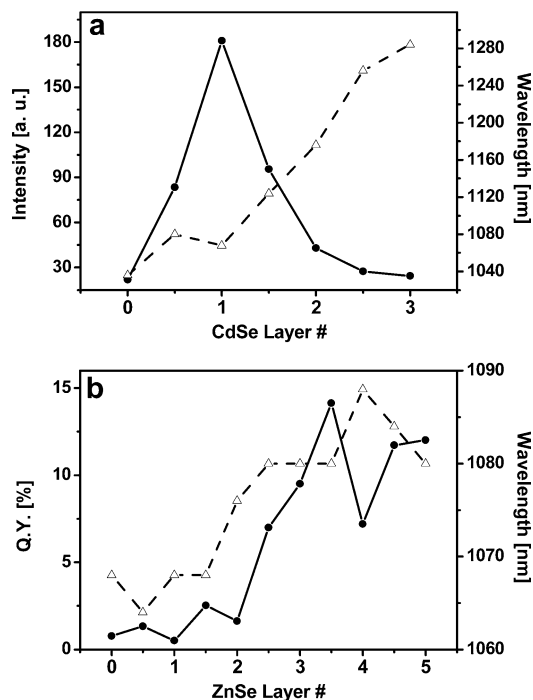 a
180
150
120
90
60
30
Intensity [a. u.]
1280
1240
1200
1160
1120
1080
1040
Wavelength [nm]
0 1 2 3
CdSe Layer #
b
15
10
5
0
Q.Y. [%]
1090
1080
1070
1060
Wavelength [nm]
0 1 2 3 4 5
ZnSe Layer #